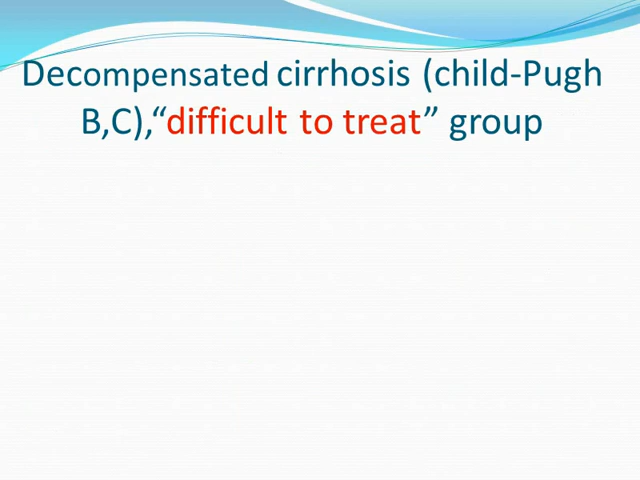 Decompensated cirrhosis (child-Pugh
B,C),“difficult to treat” group